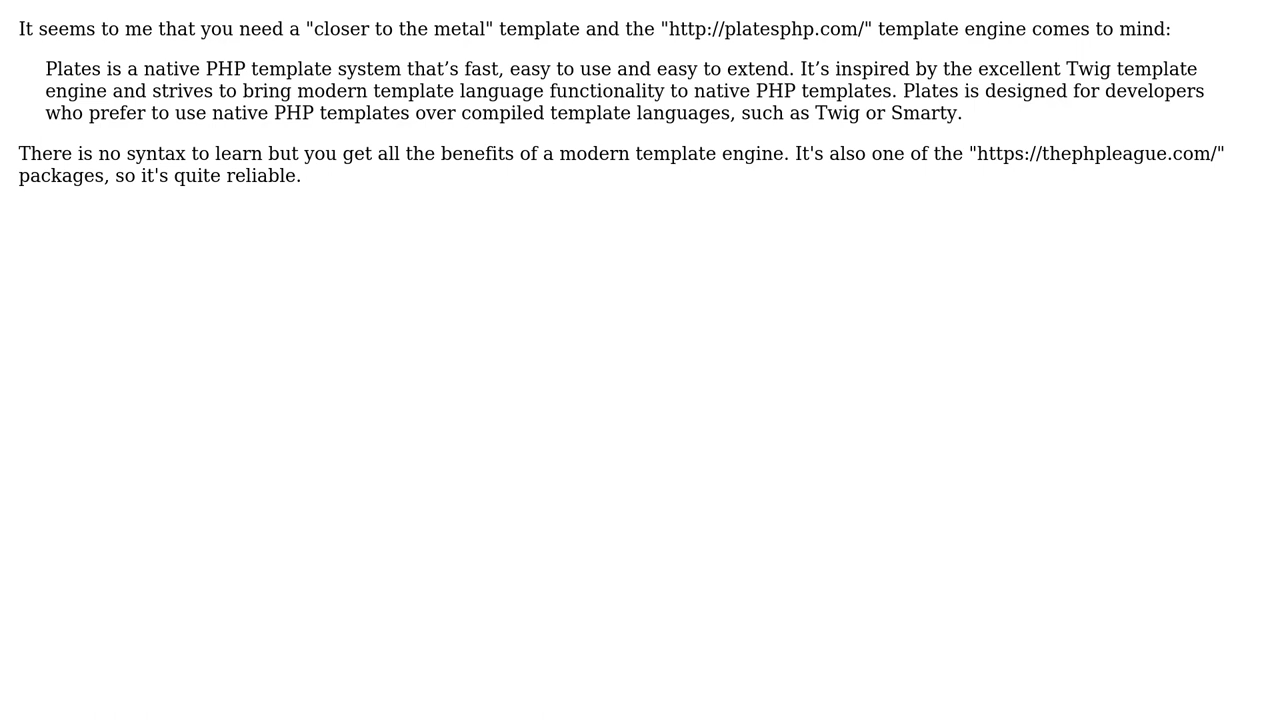 It seems to me that you need a "closer to the metal" template and the "http://platesphp.com/" template engine comes to mind:
Plates is a native PHP template system that’s fast, easy to use and easy to extend. It’s inspired by the excellent Twig template
engine and strives to bring modern template language functionality to native PHP templates. Plates is designed for developers
who prefer to use native PHP templates over compiled template languages, such as Twig or Smarty.
There is no syntax to learn but you get all the benefits of a modern template engine. It's also one of the "https://thephpleague.com/"
packages, so it's quite reliable.